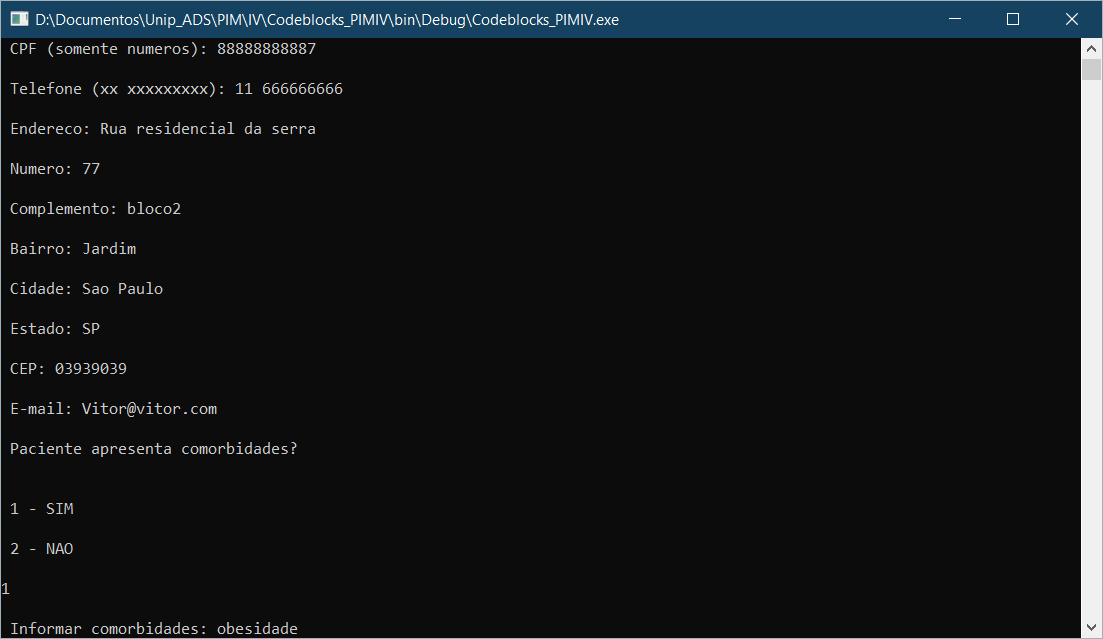 D:\Documentos\Unip_ADS\PIM\IV\Codeblocks_PIMIV\bin\Debug\Codeblocks_PIMIV.exe
CPF (somente numeros): 88888888887
Telefone (xx xxxxxxxxx): 11 666666666
Endereco: Rua residencial da serra
Numero: 77
Complemento: bloco2
Bairro: Jardim
Cidade: Sao Paulo
Estado: SP
CEP: 03939039
E-mail: Vitor@vitor.com
Paciente apresenta comorbidades?
1 - SIM
2 - NAO
1
Informar comorbidades: obesidade